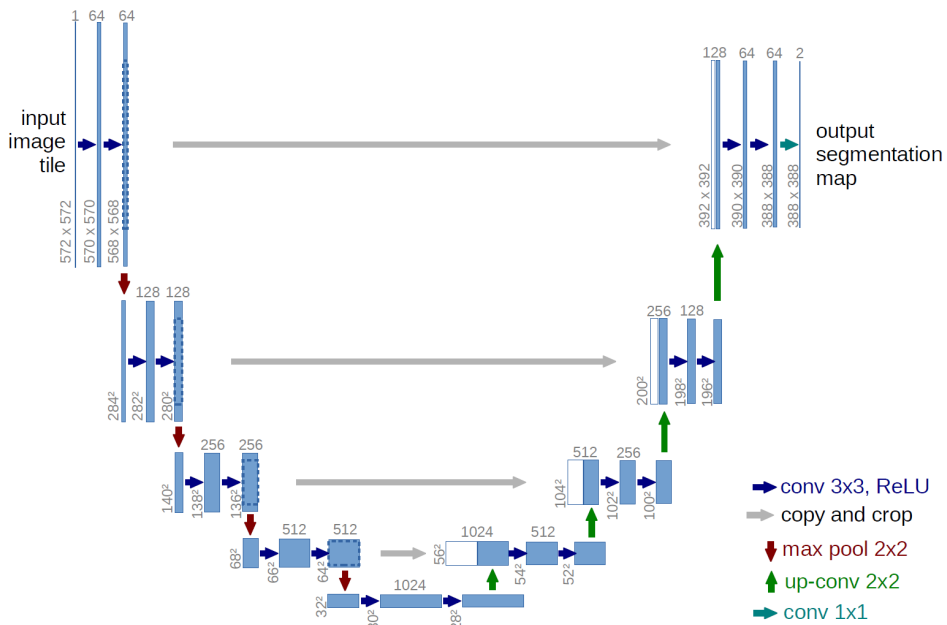 1 64 64
128 64 64 2
input
image
tile
output
segmentation
map
572 x 572
570 x 570
568 x 568
392 x 392
390 x 390
388 x 388
388 x 388
128 128
256 128
284²
282²
280²
200²
198²
196²
256 256
512 256
140²
138²
136²
104²
102²
100²
512 512
1024 512
68²
66²
64²
56²
54²
52²
1024
32²
conv 3x3, ReLU
copy and crop
max pool 2x2
up-conv 2x2
conv 1x1